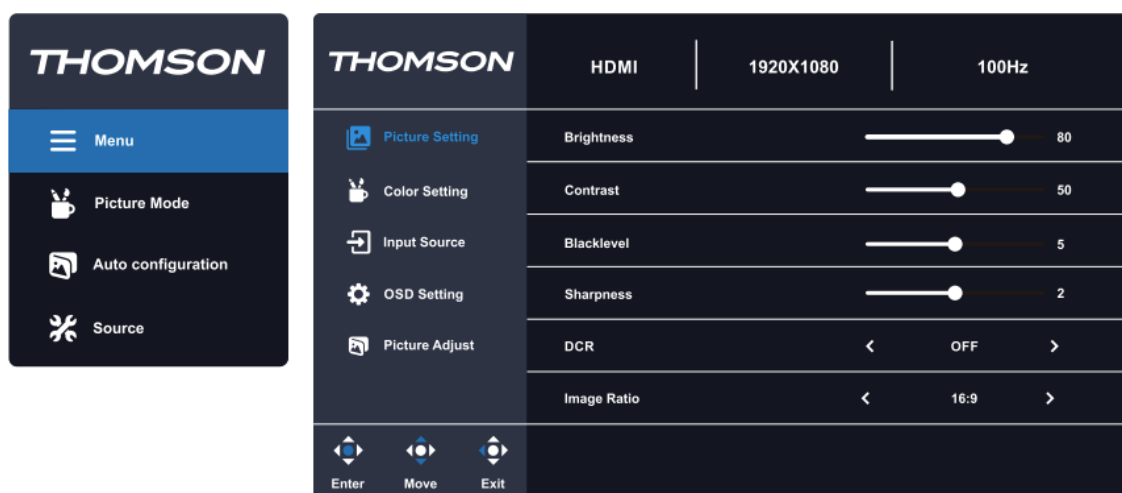 THOMSON
Menu
Picture Mode
Auto configuration
Source
THOMSON
HDMI 1920X1080 100Hz
Picture Setting
Color Setting
Input Source
OSD Setting
Picture Adjust
Brightness 80
Contrast 50
Blacklevel 5
Sharpness 2
DCR < OFF >
Image Ratio < 16:9 >
Enter Move Exit